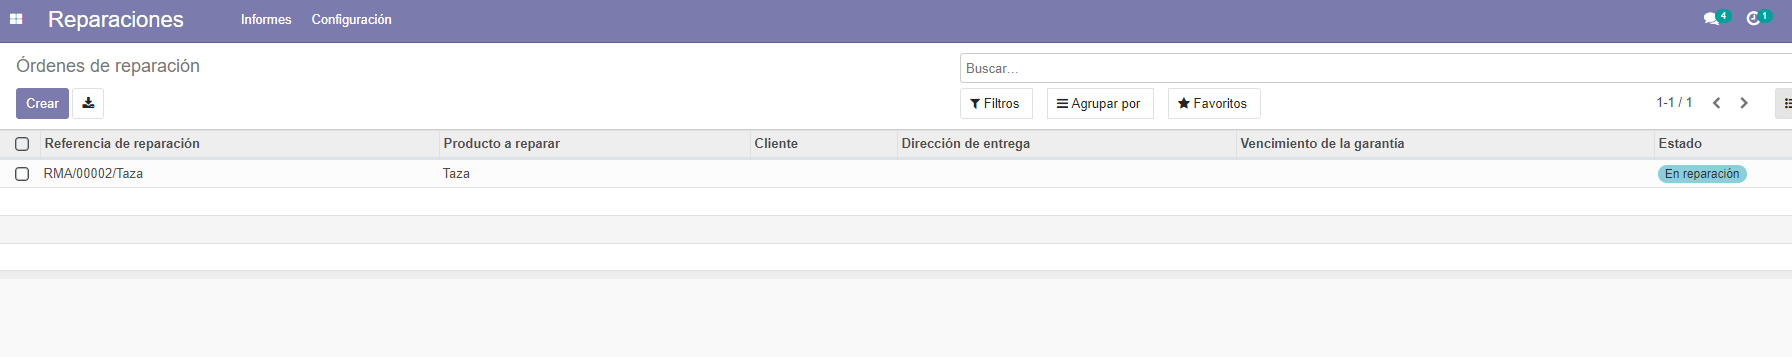 Reparaciones Informes Configuración 4 1
Órdenes de reparación Buscar...
Crear Filtros Agrupar por Favoritos 1-1 / 1
Referencia de reparación Producto a reparar Cliente Dirección de entrega Vencimiento de la garantía Estado
RMA/00002/Taza Taza En reparación